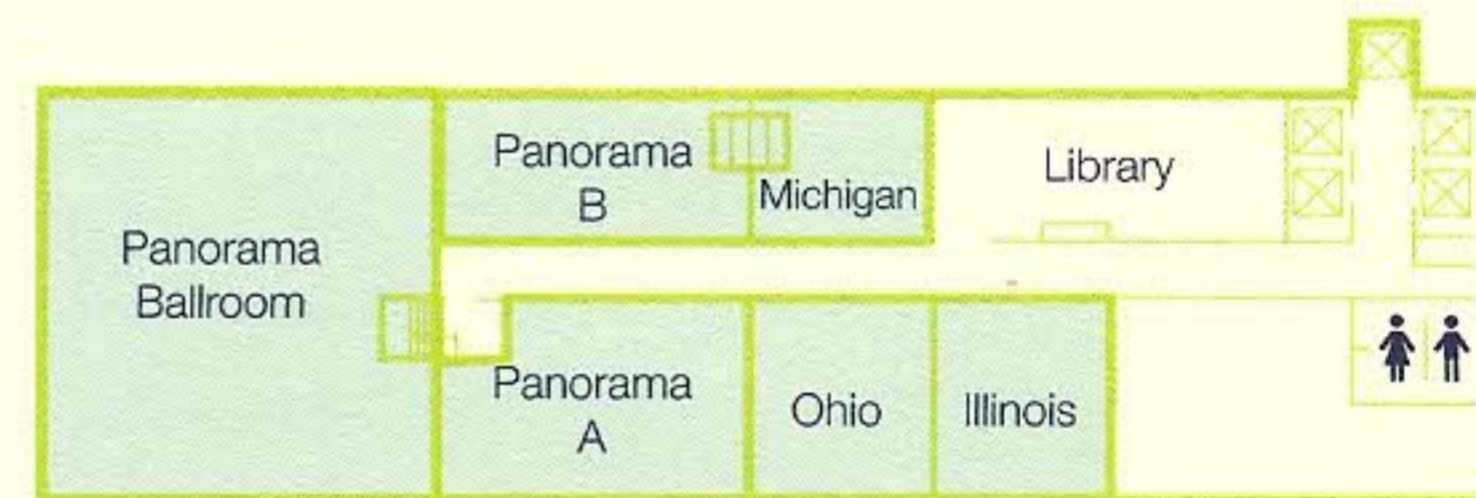 Panorama
Ballroom
Panorama
B
Michigan
Library
Panorama
A
Ohio
Illinois